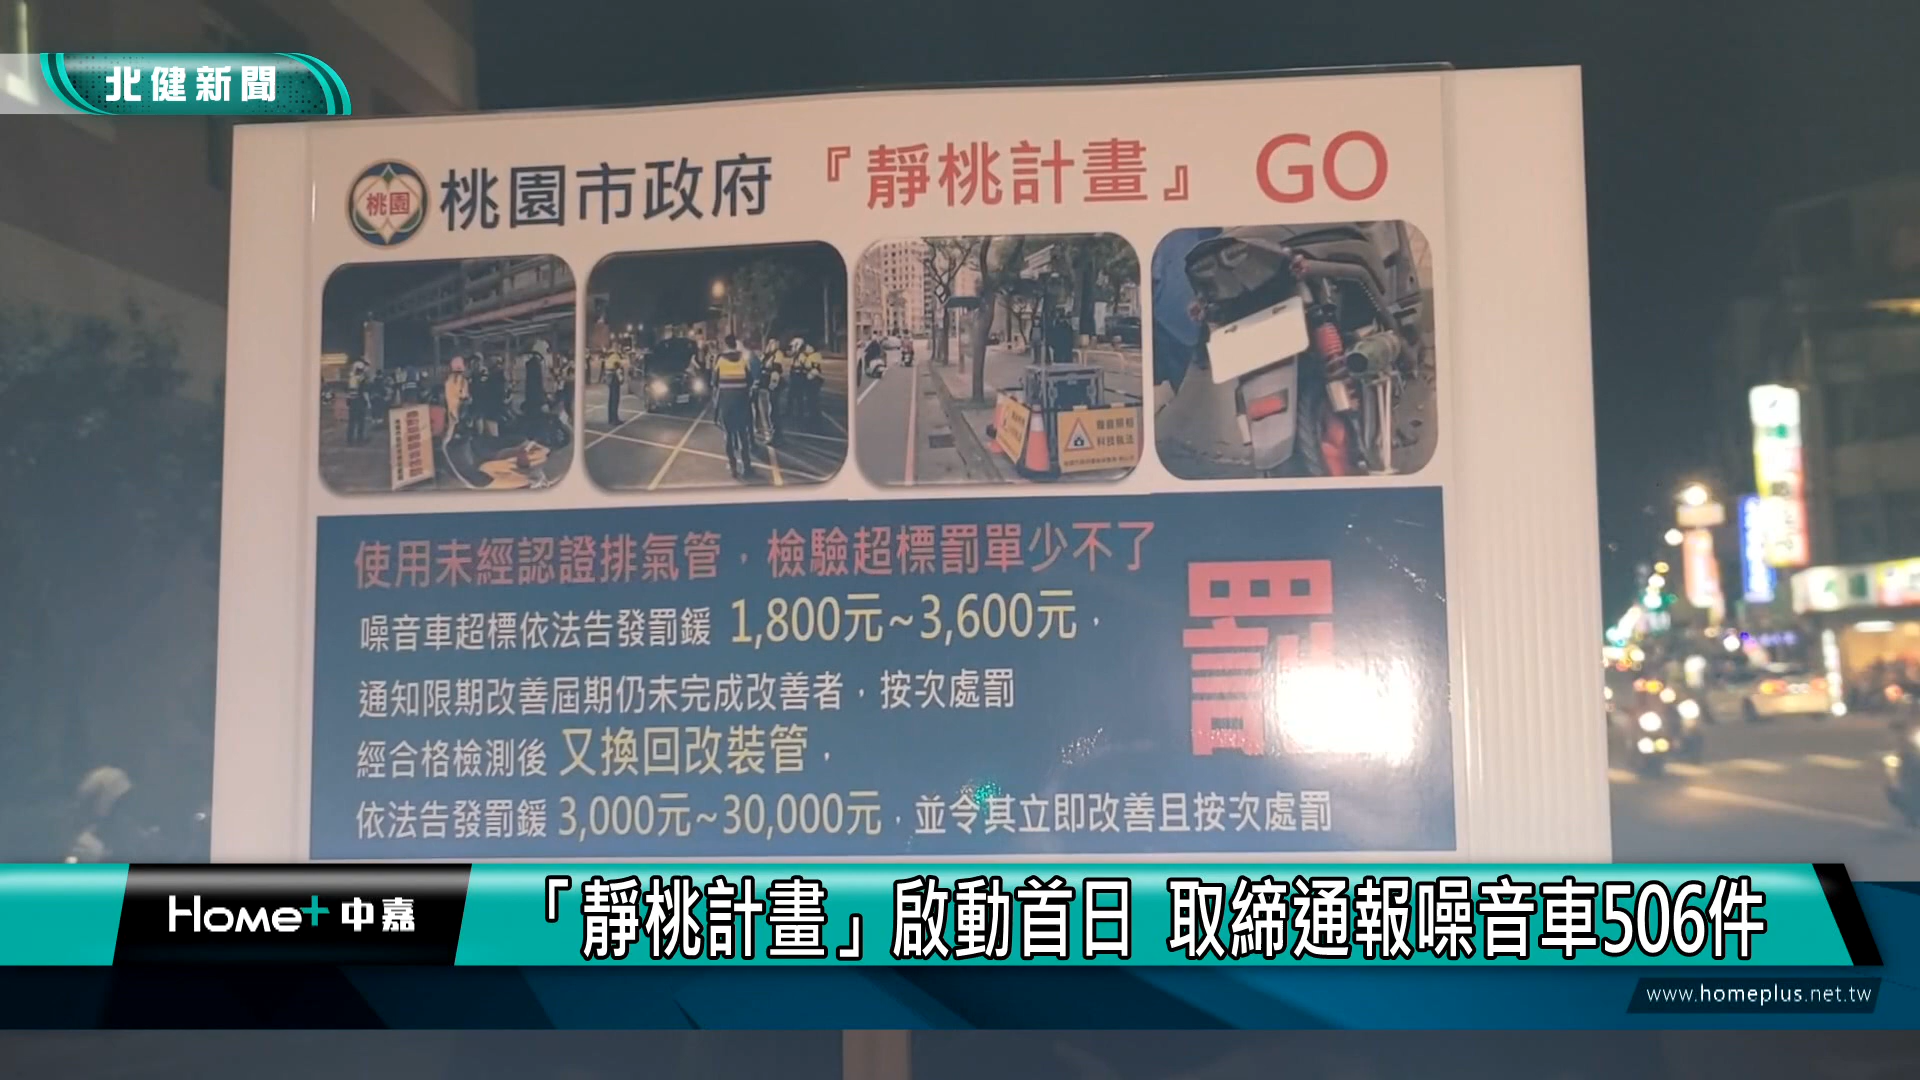 北健新聞
桃園
桃園市政府 『靜桃計畫』 GO
科技執法
使用未經認證排氣管，檢驗超標罰單少不了
噪音車超標依法告發罰鍰 1,800元~3,600元，
通知限期改善屆期仍未完成改善者，按次處罰
經合格檢測後 又換回改裝管，
依法告發罰鍰 3,000元~30,000元，並令其立即改善且按次處罰
罰
Home+ 中嘉
「靜桃計畫」啟動首日 取締通報噪音車506件
www.homeplus.net.tw